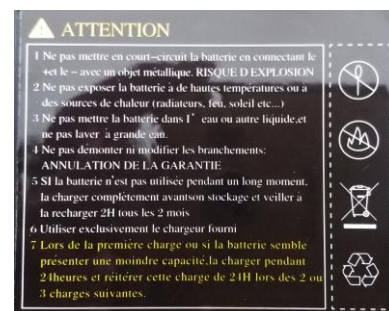 ATTENTION
1 Ne pas mettre en court-circuit la batterie en connectant le
+et le - avec un objet métallique. RISQUE D EXPLOSION
2 Ne pas exposer la batterie à de hautes températures ou à
des sources de chaleur (radiateurs, feu, soleil etc...)
3 Ne pas mettre la batterie dans I' eau ou autre liquide,et
ne pas laver à grande eau.
4 Ne pas démonter ni modifier les branchements:
ANNULATION DE LA GARANTIE
5 SI la batterie n'est pas utilisée pendant un long moment,
la charger complètement avantson stockage et veiller à
la recharger 2H tous les 2 mois
6 Utiliser exclusivement le chargeur fourni
7 Lors de la première charge ou si la batterie semble
présenter une moindre capacité,la charger pendant
24heures et réitérer cette charge de 24H lors des 2 ou
3 charges suivantes.